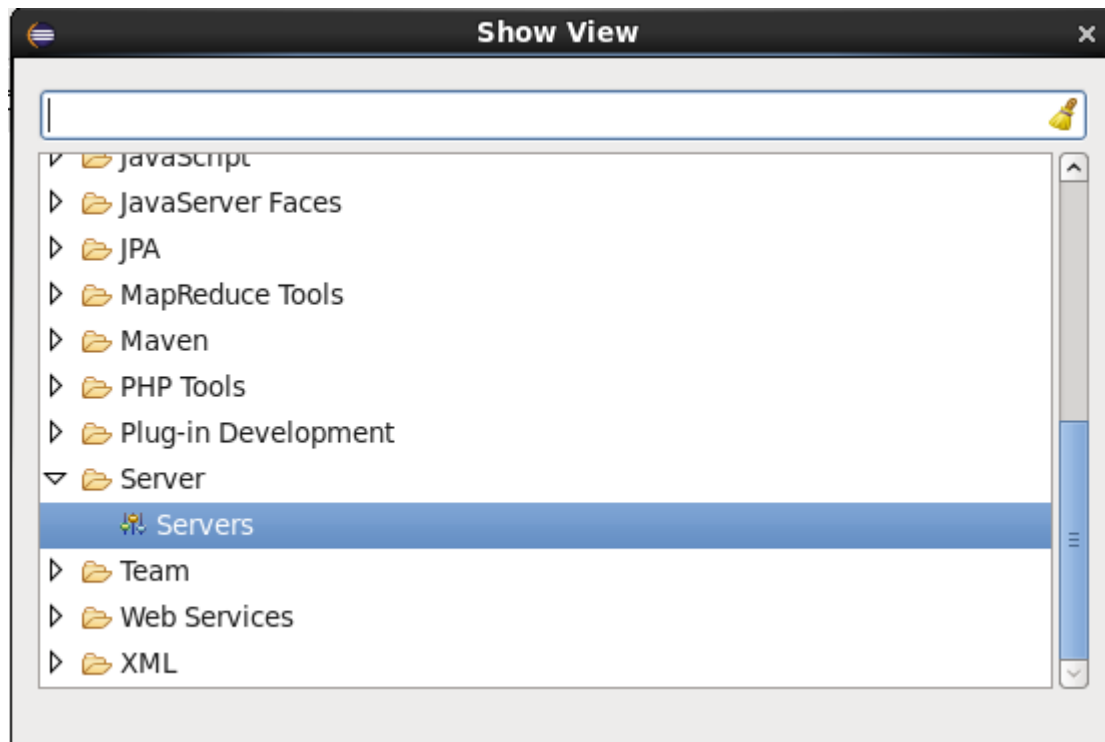 Show View
JavaScript
JavaServer Faces
JPA
MapReduce Tools
Maven
PHP Tools
Plug-in Development
Server
Servers
Team
Web Services
XML